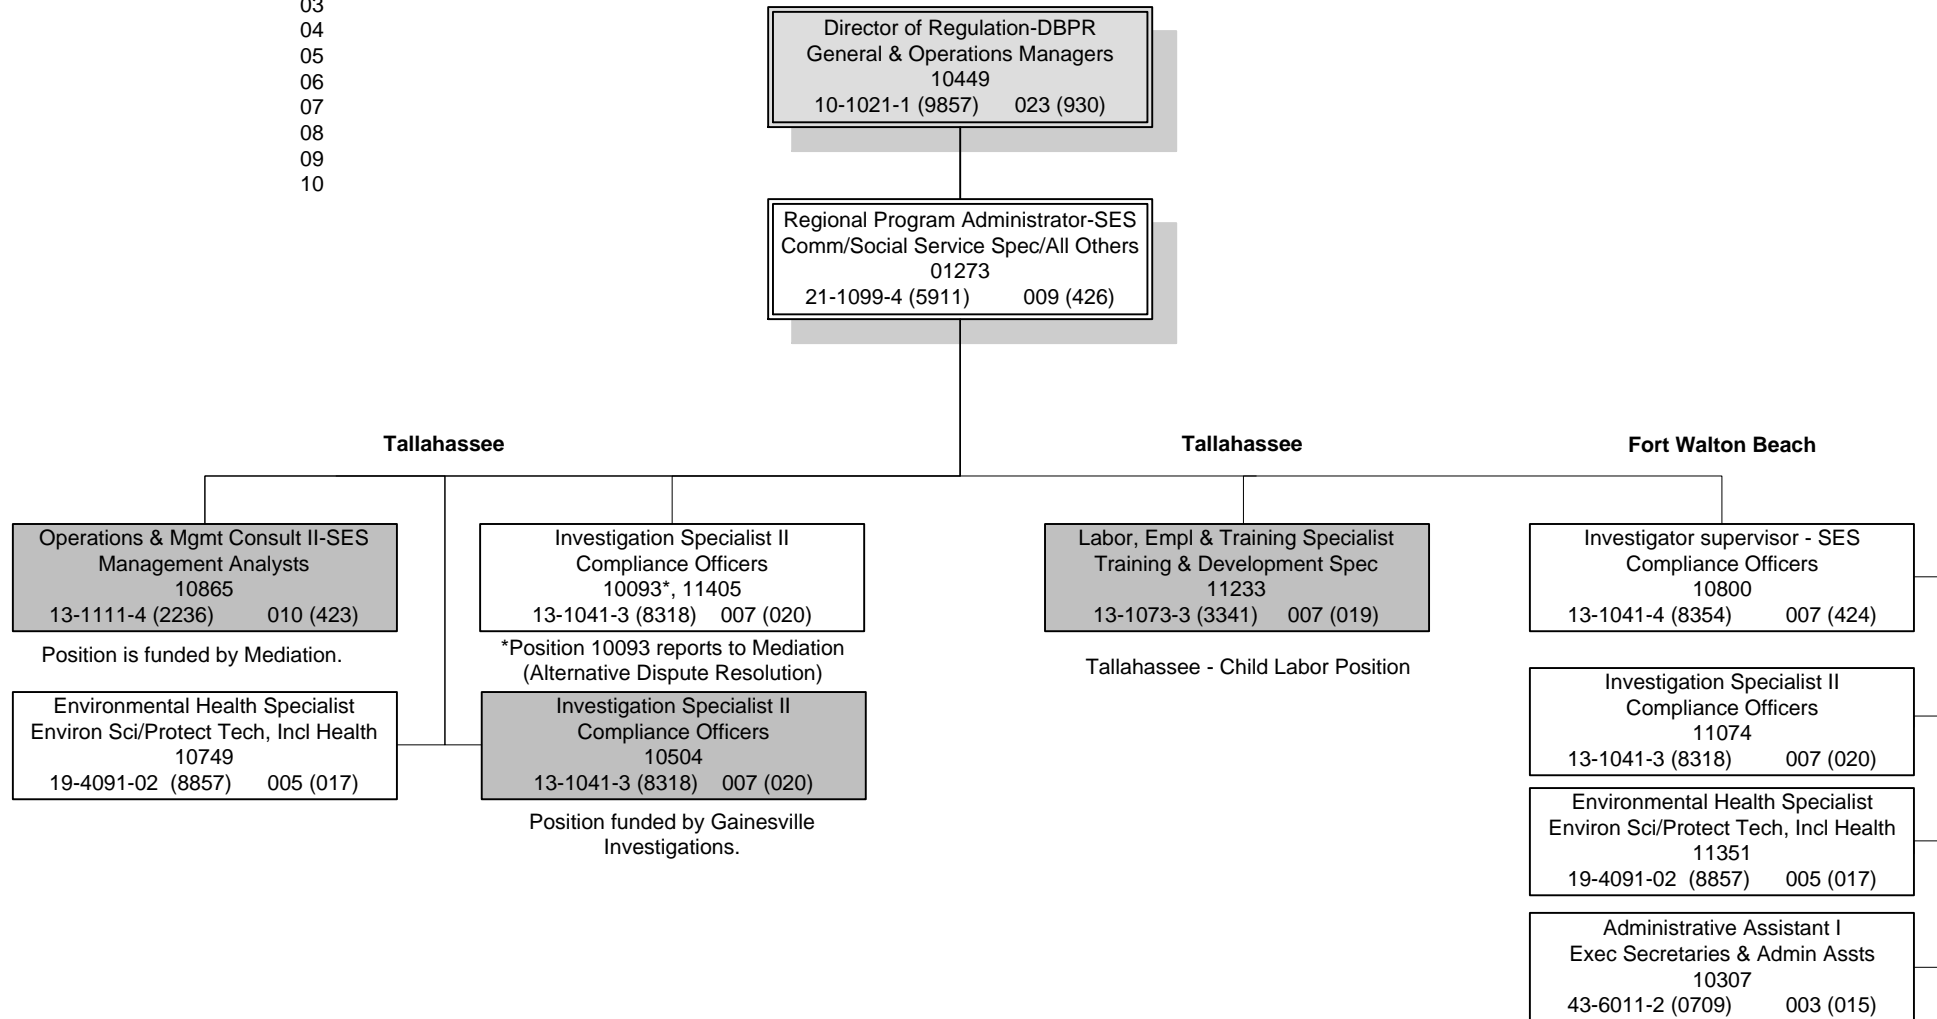 03
04
05
06
07
08
09
10
Director of Regulation-DBPR
General & Operations Managers
10449
10-1021-1 (9857) 023 (930)
Regional Program Administrator-SES
Comm/Social Service Spec/All Others
01273
21-1099-4 (5911) 009 (426)
Tallahassee
Tallahassee
Fort Walton Beach
Operations & Mgmt Consult II-SES
Management Analysts
10865
13-1111-4 (2236) 010 (423)
Position is funded by Mediation.
Environmental Health Specialist
Environ Sci/Protect Tech, Incl Health
10749
19-4091-02 (8857) 005 (017)
Investigation Specialist II
Compliance Officers
10093*, 11405
13-1041-3 (8318) 007 (020)
*Position 10093 reports to Mediation
(Alternative Dispute Resolution)
Investigation Specialist II
Compliance Officers
10504
13-1041-3 (8318) 007 (020)
Position funded by Gainesville
Investigations.
Labor, Empl & Training Specialist
Training & Development Spec
11233
13-1073-3 (3341) 007 (019)
Tallahassee - Child Labor Position
Investigator supervisor - SES
Compliance Officers
10800
13-1041-4 (8354) 007 (424)
Investigation Specialist II
Compliance Officers
11074
13-1041-3 (8318) 007 (020)
Environmental Health Specialist
Environ Sci/Protect Tech, Incl Health
11351
19-4091-02 (8857) 005 (017)
Administrative Assistant I
Exec Secretaries & Admin Assts
10307
43-6011-2 (0709) 003 (015)